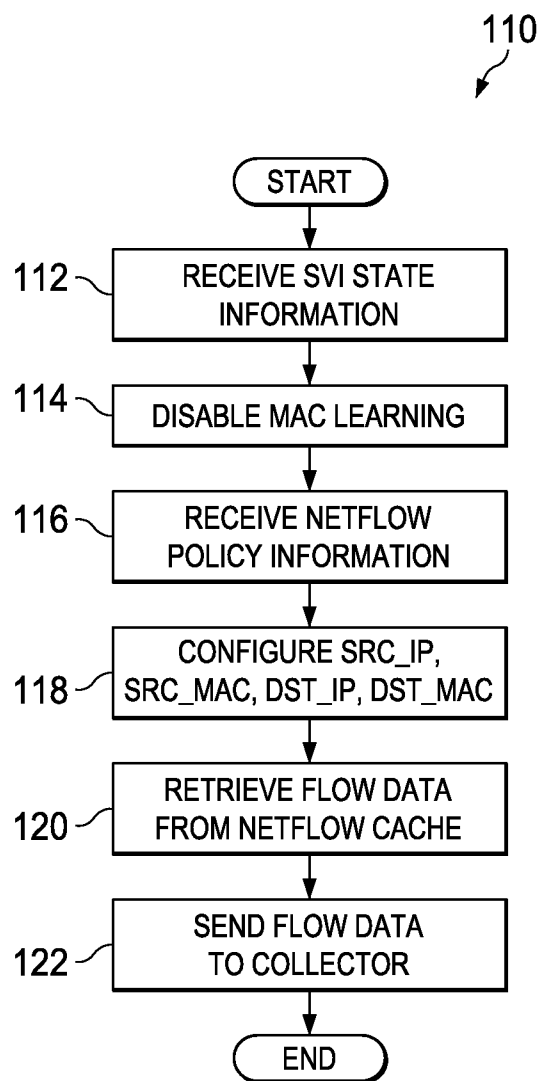 110
START
112
RECEIVE SVI STATE
INFORMATION
114
DISABLE MAC LEARNING
116
RECEIVE NETFLOW
POLICY INFORMATION
118
CONFIGURE SRC_IP,
SRC_MAC, DST_IP, DST_MAC
120
RETRIEVE FLOW DATA
FROM NETFLOW CACHE
122
SEND FLOW DATA
TO COLLECTOR
END